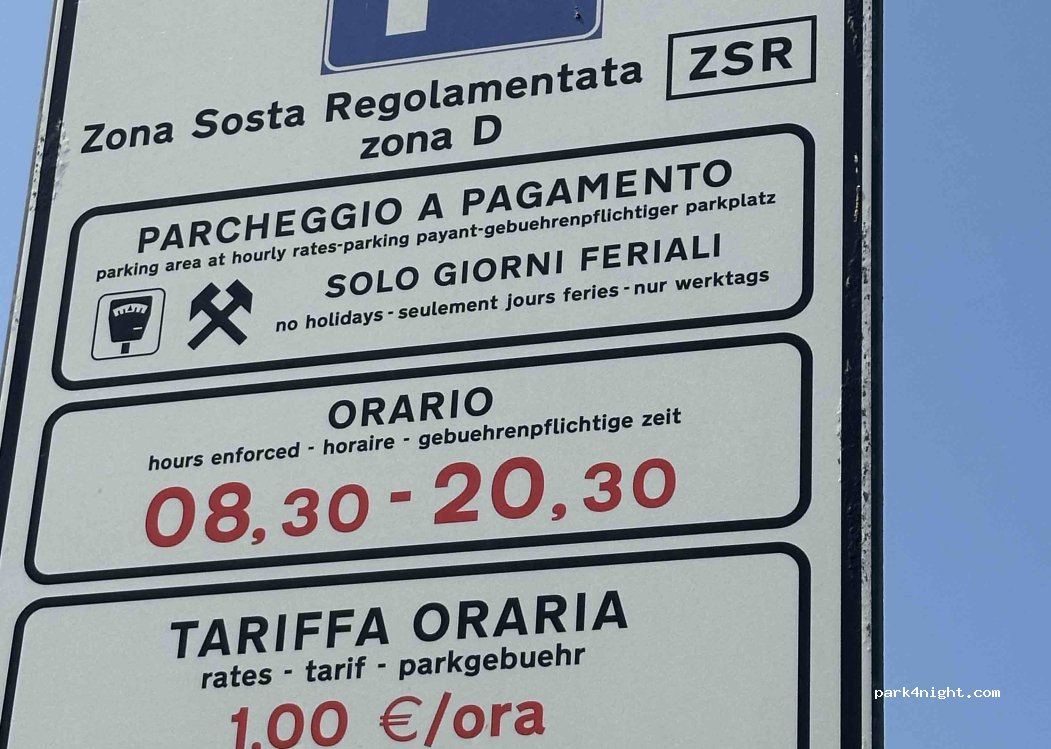 Zona Sosta Regolamentata ZSR
zona D
PARCHEGGIO A PAGAMENTO
parking area at hourly rates-parking payant-gebuehrenpflichtiger parkplatz
SOLO GIORNI FERIALI
no holidays - seulement jours feries - nur werktags
ORARIO
hours enforced - horaire - gebuehrenpflichtige zeit
08,30 - 20,30
TARIFFA ORARIA
rates - tarif - parkgebuehr
1,00 €/ora
park4night.com